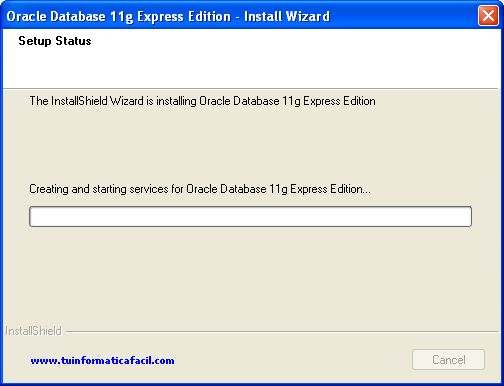 Oracle Database 11g Express Edition - Install Wizard
Setup Status
The InstallShield Wizard is installing Oracle Database 11g Express Edition
Creating and starting services for Oracle Database 11g Express Edition...
InstallShield
www.tuinformaticafacil.com
Cancel